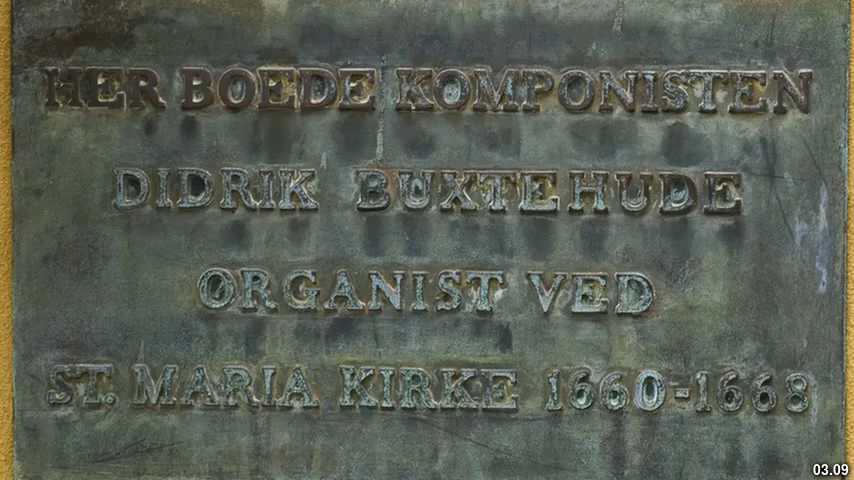 HER BOEDE KOMPONISTEN
DIDRIK BUXTEHUDE
ORGANIST VED
ST. MARIA KIRKE 1660-1668
03.09